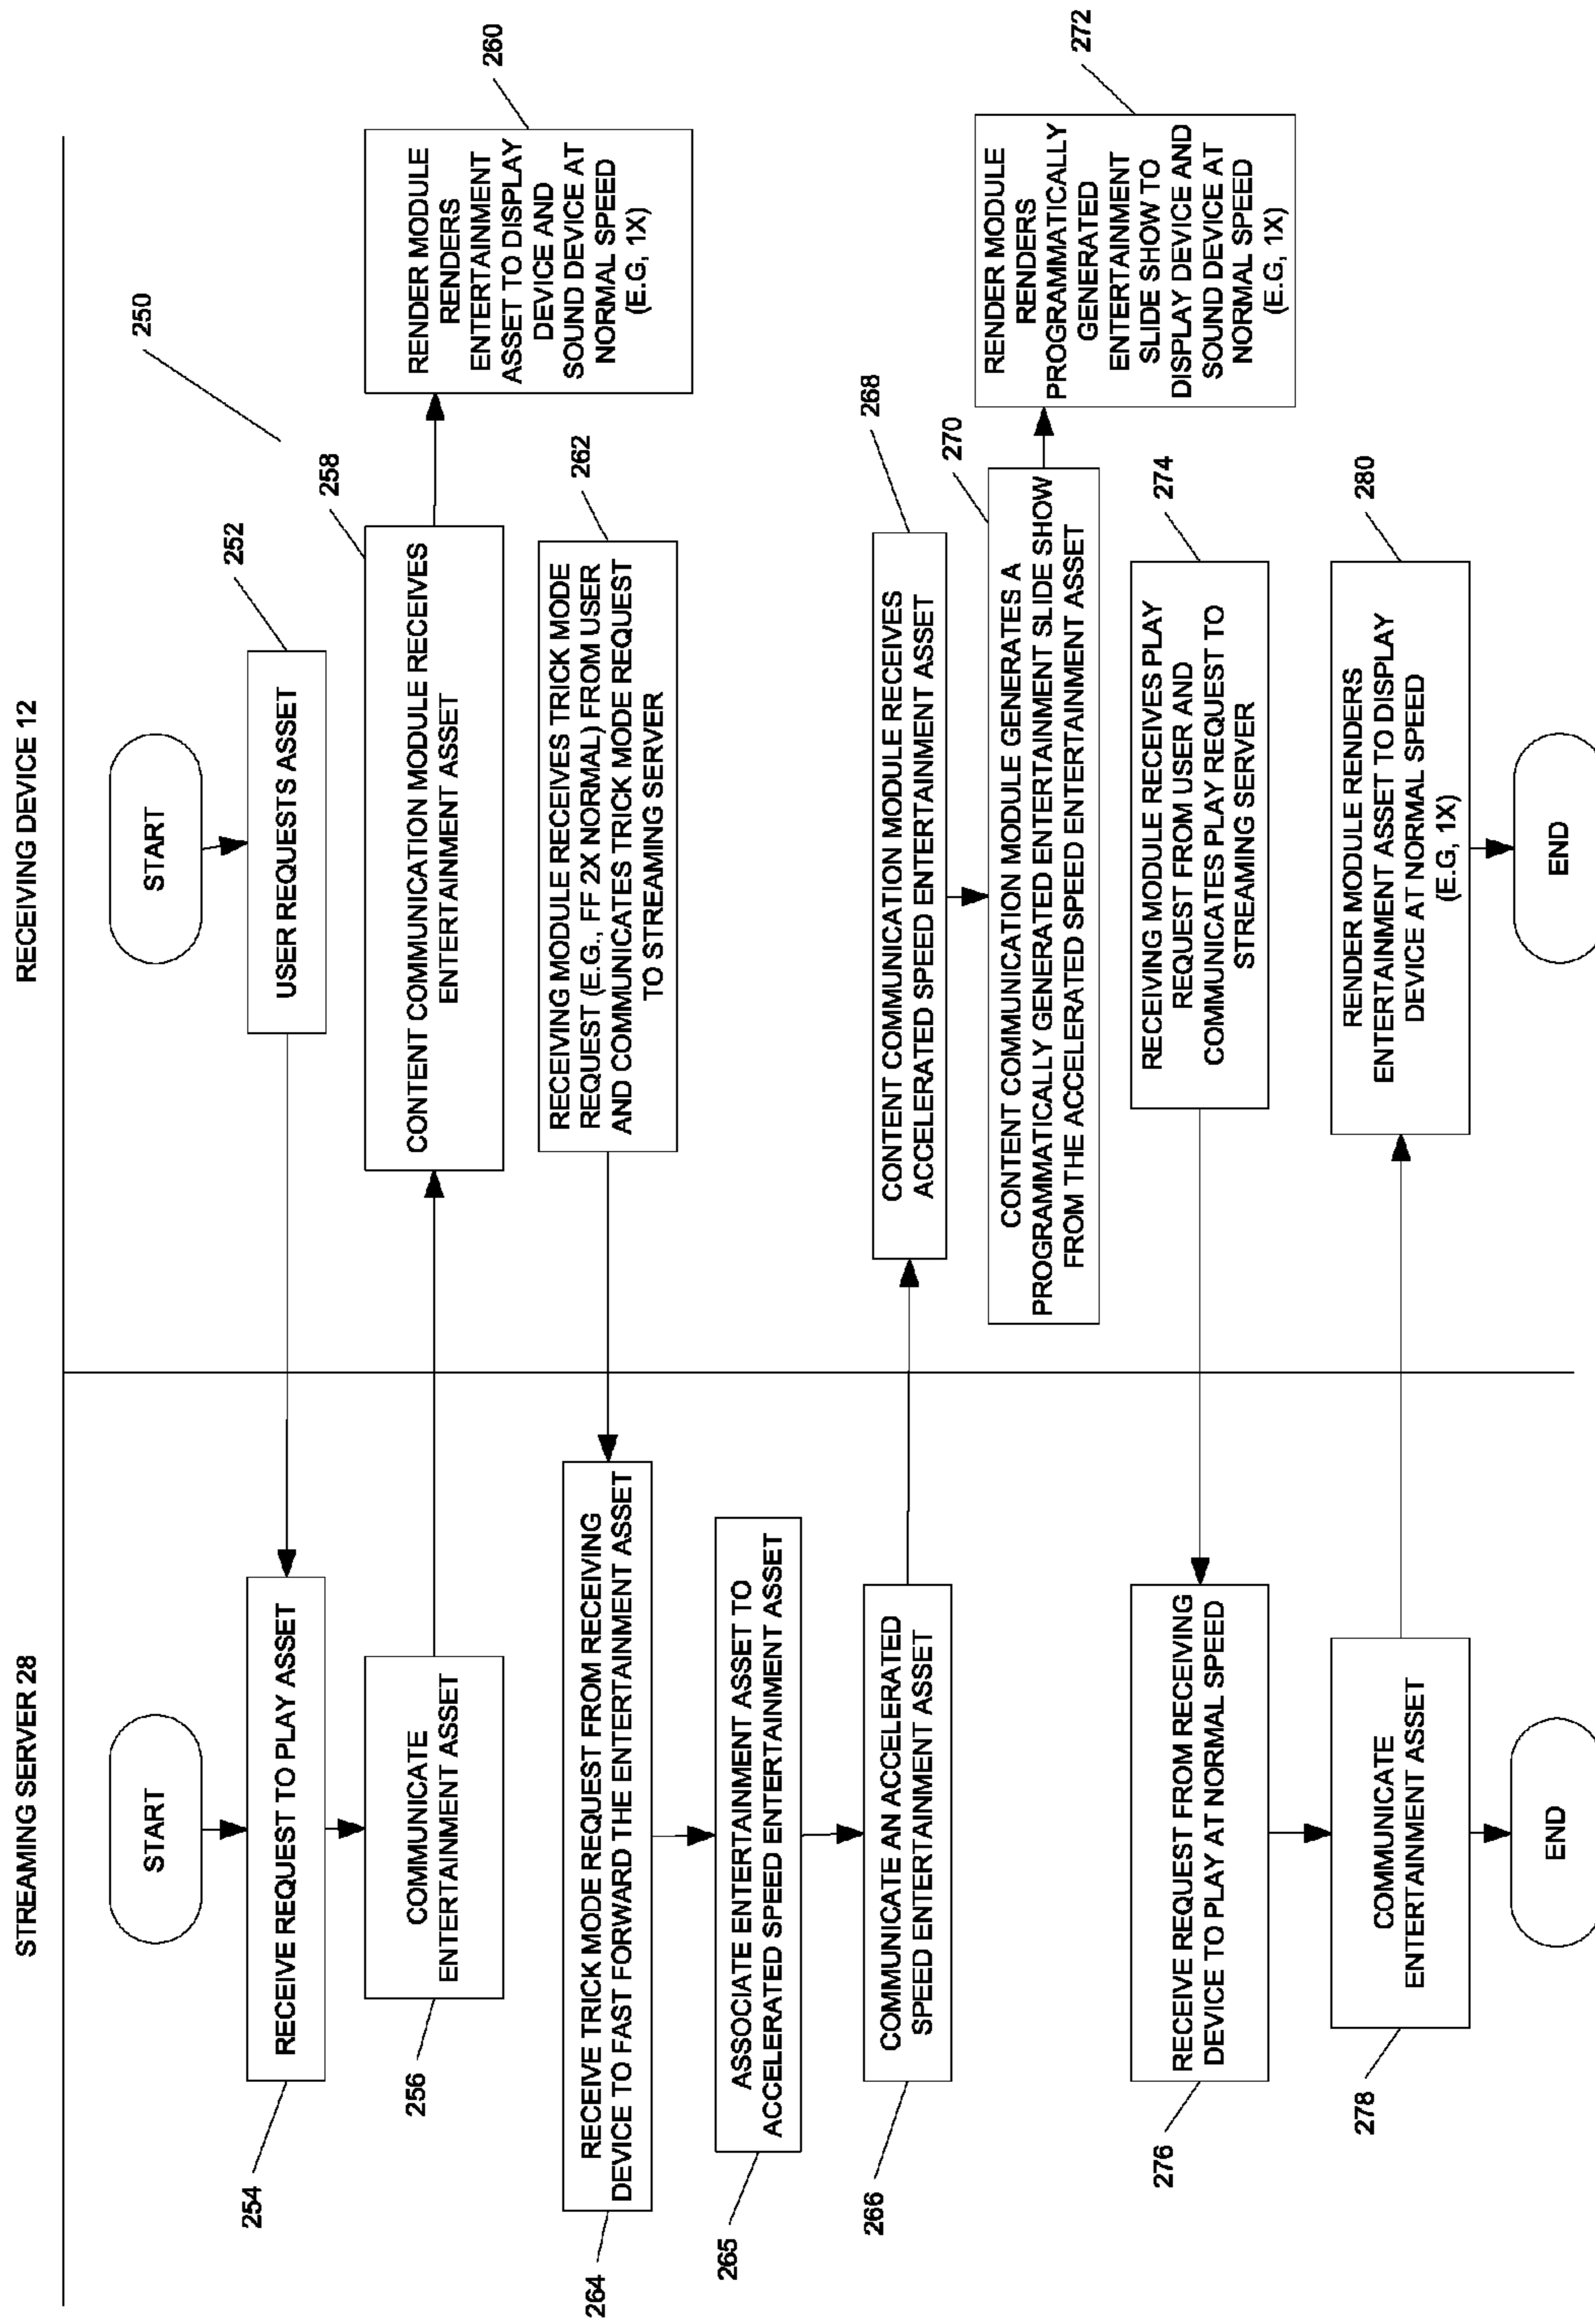 STREAMING SERVER 28
RECEIVING DEVICE 12
250
START
START
USER REQUESTS ASSET
252
254
RECEIVE REQUEST TO PLAY ASSET
256
COMMUNICATE
ENTERTAINMENT ASSET
CONTENT COMMUNICATION MODULE RECEIVES
ENTERTAINMENT ASSET
258
RENDER MODULE
RENDERS
ENTERTAINMENT
ASSET TO DISPLAY
DEVICE AND
SOUND DEVICE AT
NORMAL SPEED
(E.G, 1X)
260
RECEIVING MODULE RECEIVES TRICK MODE
REQUEST (E.G., FF 2X NORMAL) FROM USER
AND COMMUNICATES TRICK MODE REQUEST
TO STREAMING SERVER
262
264
RECEIVE TRICK MODE REQUEST FROM RECEIVING
DEVICE TO FAST FORWARD THE ENTERTAINMENT ASSET
265
ASSOCIATE ENTERTAINMENT ASSET TO
ACCELERATED SPEED ENTERTAINMENT ASSET
266
COMMUNICATE AN ACCELERATED
SPEED ENTERTAINMENT ASSET
CONTENT COMMUNICATION MODULE RECEIVES
ACCELERATED SPEED ENTERTAINMENT ASSET
268
CONTENT COMMUNICATION MODULE GENERATES A
PROGRAMMATICALLY GENERATED ENTERTAINMENT SLIDE SHOW
FROM THE ACCELERATED SPEED ENTERTAINMENT ASSET
270
RENDER MODULE
RENDERS
PROGRAMMATICALLY
GENERATED
ENTERTAINMENT
SLIDE SHOW TO
DISPLAY DEVICE AND
SOUND DEVICE AT
NORMAL SPEED
(E.G, 1X)
272
RECEIVING MODULE RECEIVES PLAY
REQUEST FROM USER AND
COMMUNICATES PLAY REQUEST TO
STREAMING SERVER
274
276
RECEIVE REQUEST FROM RECEIVING
DEVICE TO PLAY AT NORMAL SPEED
278
COMMUNICATE
ENTERTAINMENT ASSET
RENDER MODULE RENDERS
ENTERTAINMENT ASSET TO DISPLAY
DEVICE AT NORMAL SPEED
(E.G, 1X)
280
END
END